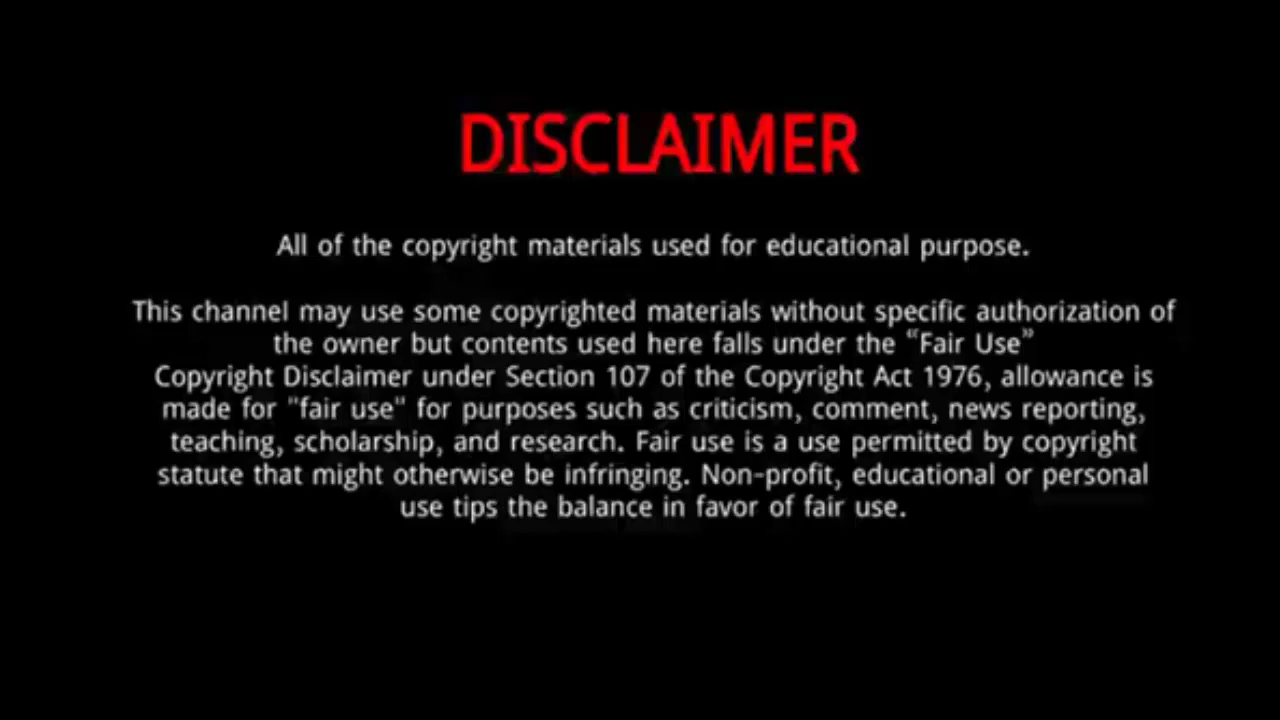 DISCLAIMER
All of the copyright materials used for educational purpose.
This channel may use some copyrighted materials without specific authorization of
the owner but contents used here falls under the “Fair Use”
Copyright Disclaimer under Section 107 of the Copyright Act 1976, allowance is
made for "fair use" for purposes such as criticism, comment, news reporting,
teaching, scholarship, and research. Fair use is a use permitted by copyright
statute that might otherwise be infringing. Non-profit, educational or personal
use tips the balance in favor of fair use.